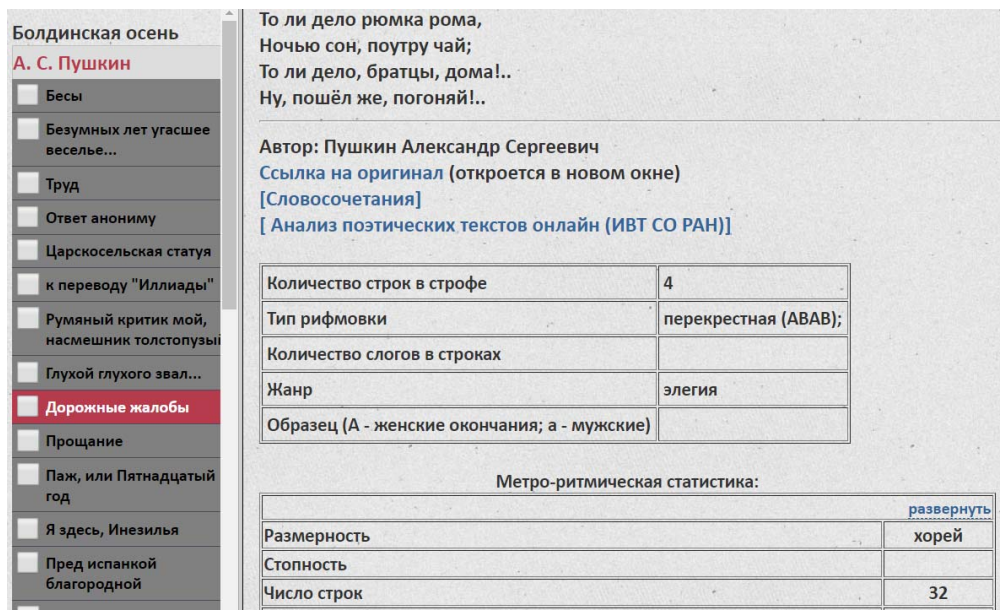 Болдинская осень
А. С. Пушкин
Бесы
Безумных лет угасшее
веселье...
Труд
Ответ анониму
Царскосельская статуя
к переводу "Иллиады"
Румяный критик мой,
насмешник толстопузый
Глухой глухого звал...
Дорожные жалобы
Прощание
Паж, или Пятнадцатый
год
Я здесь, Инезилья
Пред испанкой
благородной
То ли дело рюмка рома,
Ночью сон, поутру чай;
То ли дело, братцы, дома!..
Ну, пошёл же, погоняй!..
Автор: Пушкин Александр Сергеевич
Ссылка на оригинал (откроется в новом окне)
[Словосочетания]
[ Анализ поэтических текстов онлайн (ИВТ СО РАН)]
Количество строк в строфе 4
Тип рифмовки перекрестная (ABAB);
Количество слогов в строках
Жанр элегия
Образец (А - женские окончания; а - мужские)
Метро-ритмическая статистика:
развернуть
Размерность хорей
Стопность
Число строк 32